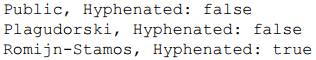 Public, Hyphenated: false
Plagudorski, Hyphenated: false
Romijn-Stamos, Hyphenated: true